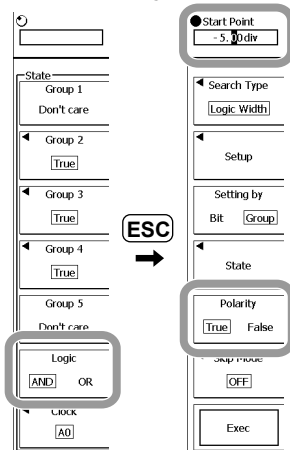 State
Group 1
Don't care
Group 2
True
Group 3
True
Group 4
True
Group 5
Don't care
Logic
AND OR
Clock
A0
ESC
Start Point
-5.00div
Search Type
Logic Width
Setup
Setting by
Bit Group
State
Polarity
True False
Skip Mode
OFF
Exec